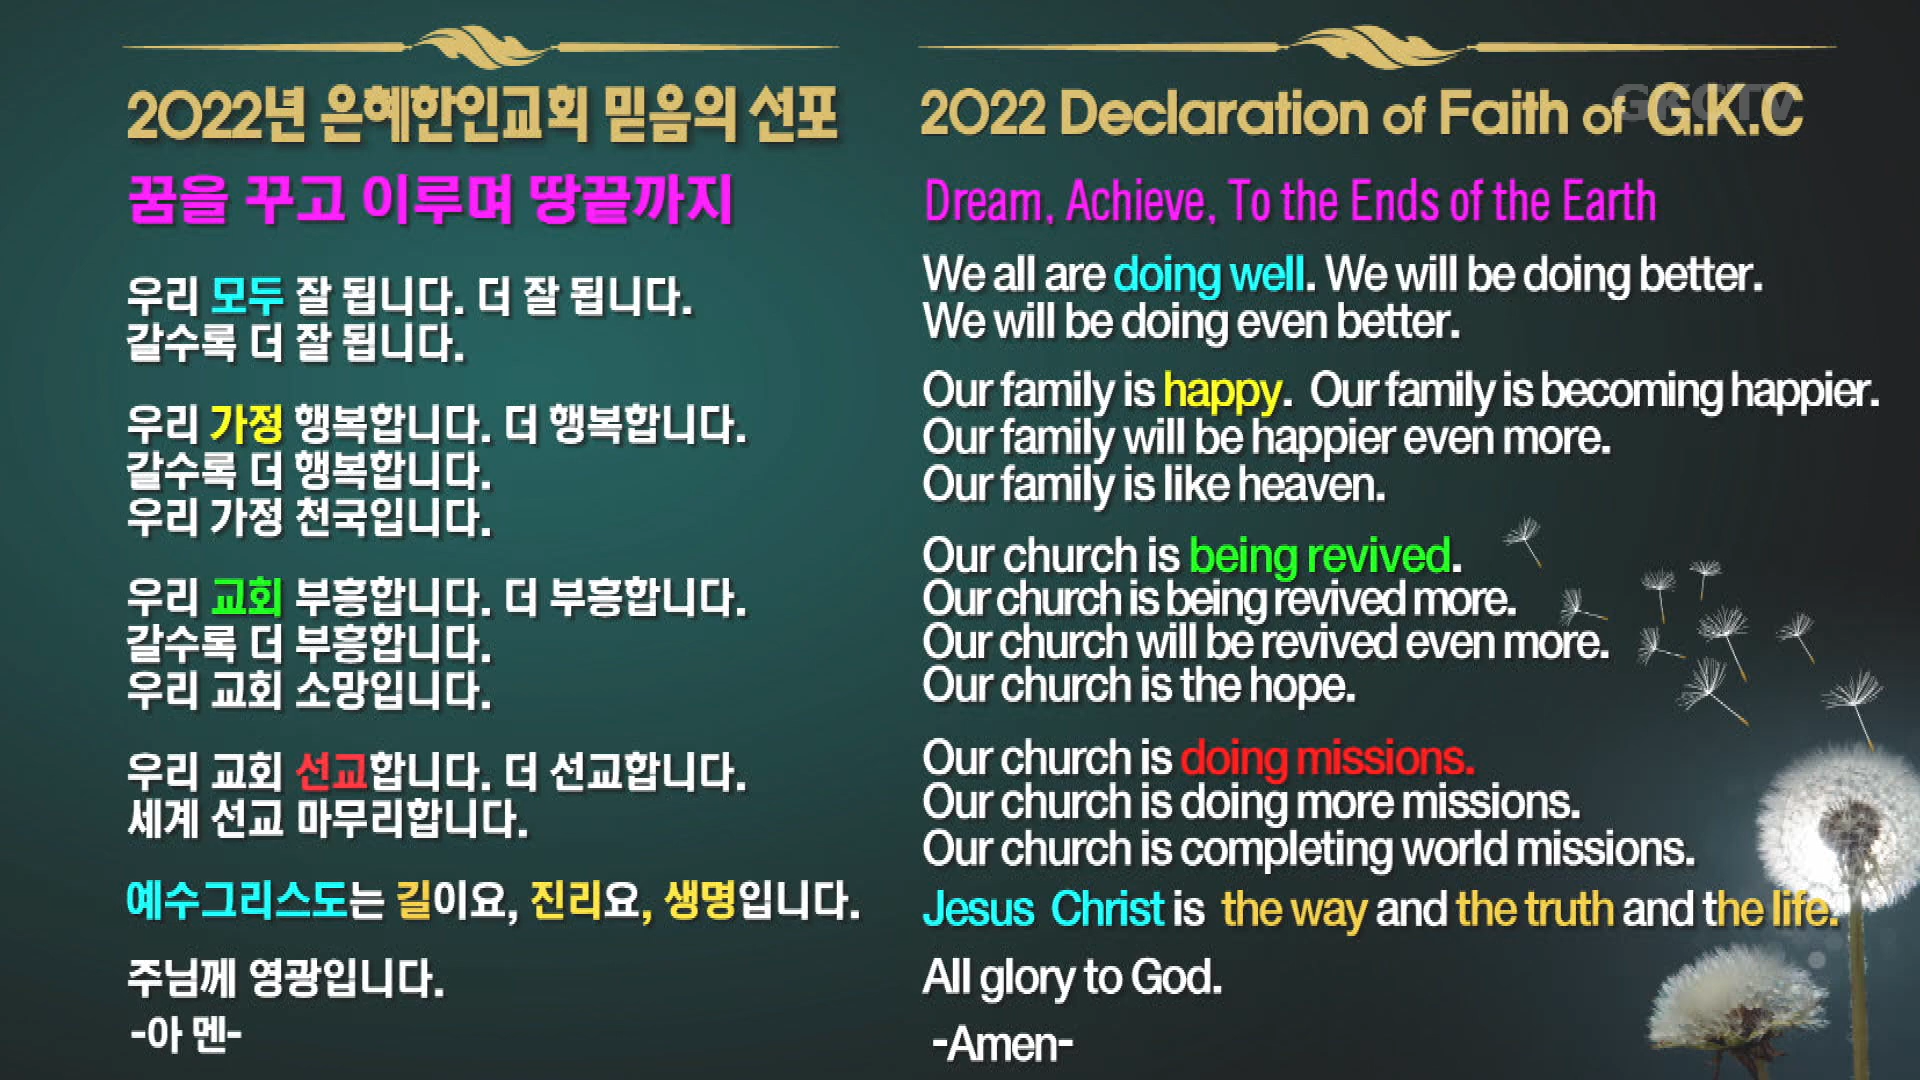 2022년 은혜한인교회 믿음의 선포
꿈을 꾸고 이루며 땅끝까지
우리 모두 잘 됩니다. 더 잘 됩니다.
갈수록 더 잘 됩니다.
우리 가정 행복합니다. 더 행복합니다.
갈수록 더 행복합니다.
우리 가정 천국입니다.
우리 교회 부흥합니다. 더 부흥합니다.
갈수록 더 부흥합니다.
우리 교회 소망입니다.
우리 교회 선교합니다. 더 선교합니다.
세계 선교 마무리합니다.
예수그리스도는 길이요, 진리요, 생명입니다.
주님께 영광입니다.
-아 멘-
2022 Declaration of Faith of G.K.C
GKCTV
Dream, Achieve, To the Ends of the Earth
We all are doing well. We will be doing better.
We will be doing even better.
Our family is happy. Our family is becoming happier.
Our family will be happier even more.
Our family is like heaven.
Our church is being revived.
Our church is being revived more.
Our church will be revived even more.
Our church is the hope.
Our church is doing missions.
Our church is doing more missions.
Our church is completing world missions.
Jesus Christ is the way and the truth and the life.
All glory to God.
-Amen-